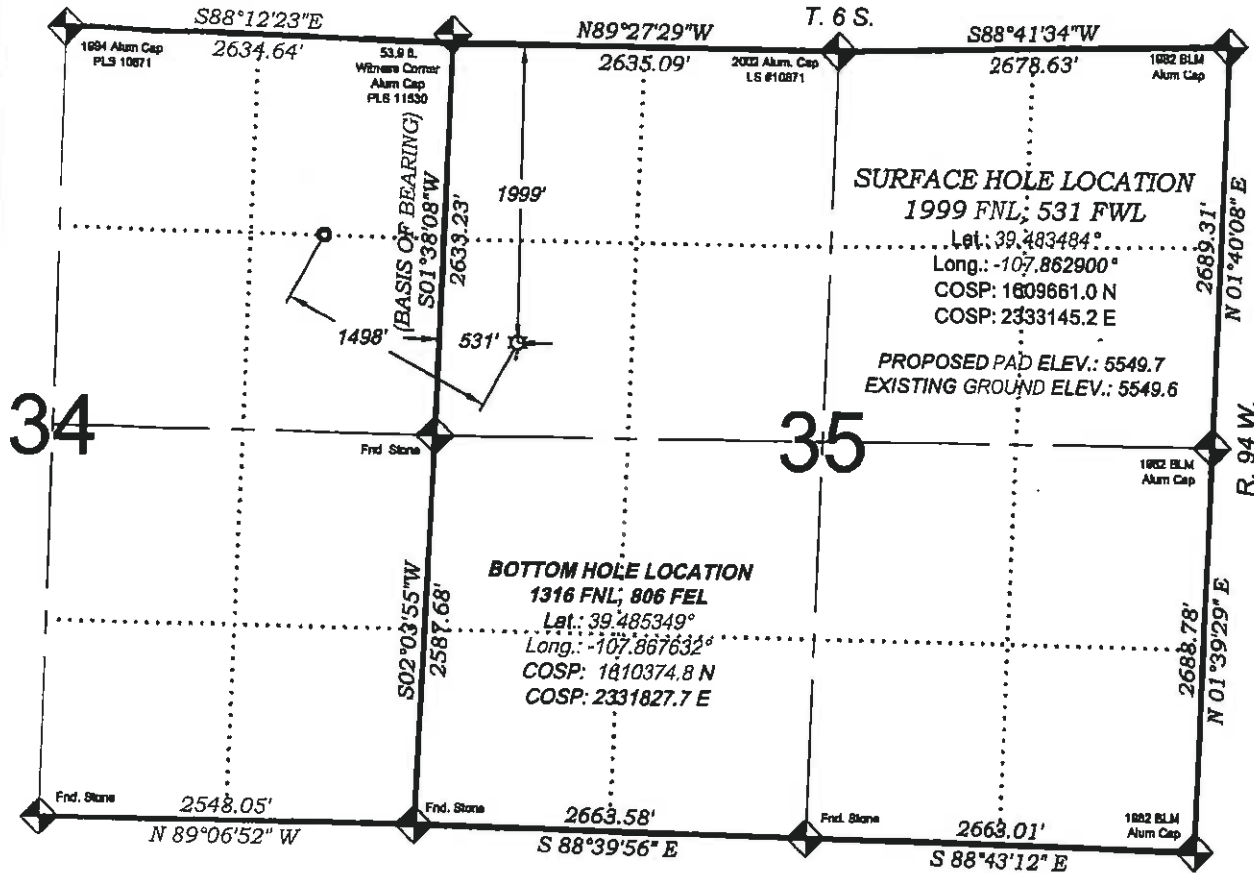 T. 6 S.
S88°12'23"E
2634.64'
N89°27'29"W
2635.09'
S88°41'34"W
2678.63'
1994 Alum Cap
PLS 10871
53.9 ft.
Witness Corner
Alum Cap
PLS 11530
2002 Alum. Cap
LS #10871
1982 BLM
Alum Cap
(BASIS OF BEARING)
S01°38'08"W
2633.23'
1999'
1498'
531'
SURFACE HOLE LOCATION
1999 FNL; 531 FWL
Lat.: 39.483484°
Long.: -107.862900°
COSP: 1609661.0 N
COSP: 2333145.2 E
PROPOSED PAD ELEV.: 5549.7
EXISTING GROUND ELEV.: 5549.6
2689.31'
N 01°40'08" E
R. 94 W.
34
35
Fnd Stone
1982 BLM
Alum Cap
BOTTOM HOLE LOCATION
1316 FNL; 806 FEL
Lat.: 39.485349°
Long.: -107.867632°
COSP: 1610374.8 N
COSP: 2331827.7 E
S02°03'55"W
2587.68'
2688.78'
N 01°39'29" E
Fnd. Stone
2548.05'
N 89°06'52" W
Fnd. Stone
2663.58'
S 88°39'56" E
Fnd. Stone
2663.01'
S 88°43'12" E
1982 BLM
Alum Cap